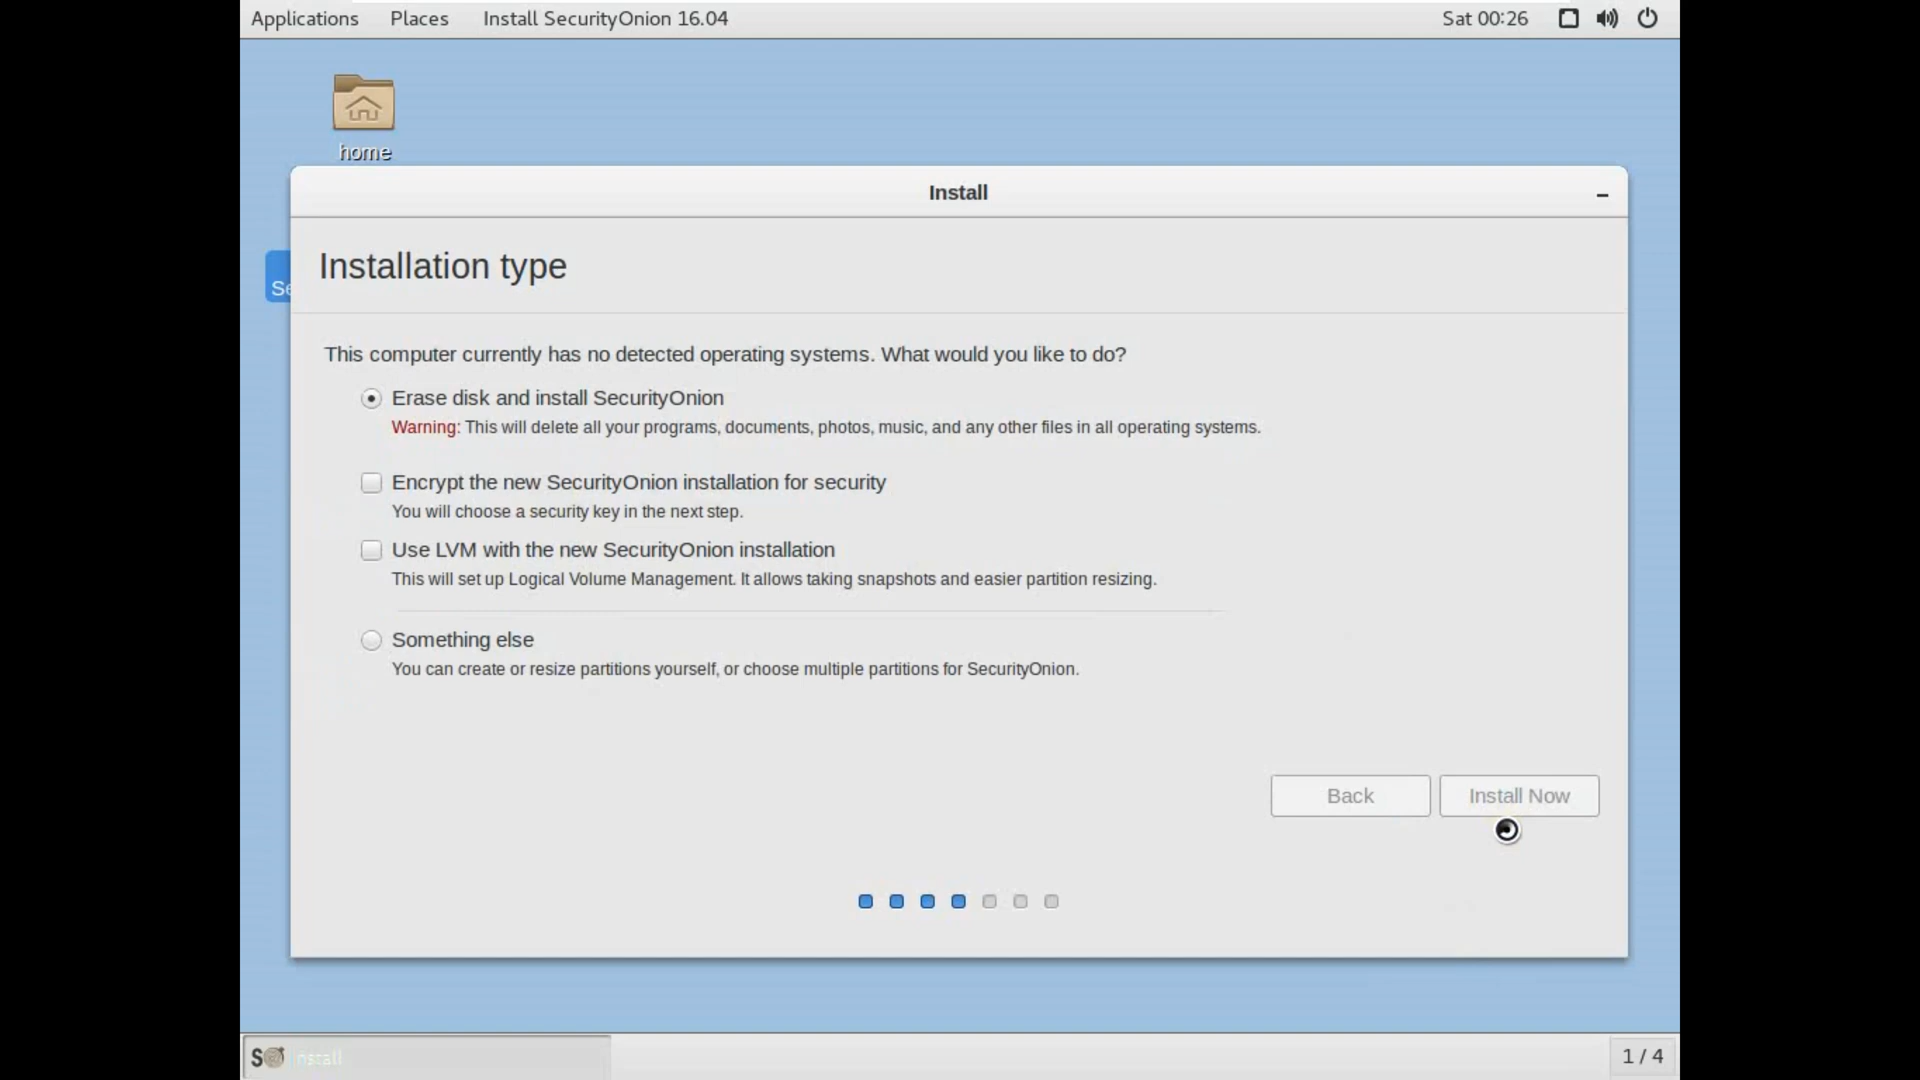 Applications Places Install SecurityOnion 16.04 Sat 00:26
home
Install
Se
Installation type
This computer currently has no detected operating systems. What would you like to do?
Erase disk and install SecurityOnion
Warning: This will delete all your programs, documents, photos, music, and any other files in all operating systems.
Encrypt the new SecurityOnion installation for security
You will choose a security key in the next step.
Use LVM with the new SecurityOnion installation
This will set up Logical Volume Management. It allows taking snapshots and easier partition resizing.
Something else
You can create or resize partitions yourself, or choose multiple partitions for SecurityOnion.
Back Install Now
Install 1 / 4